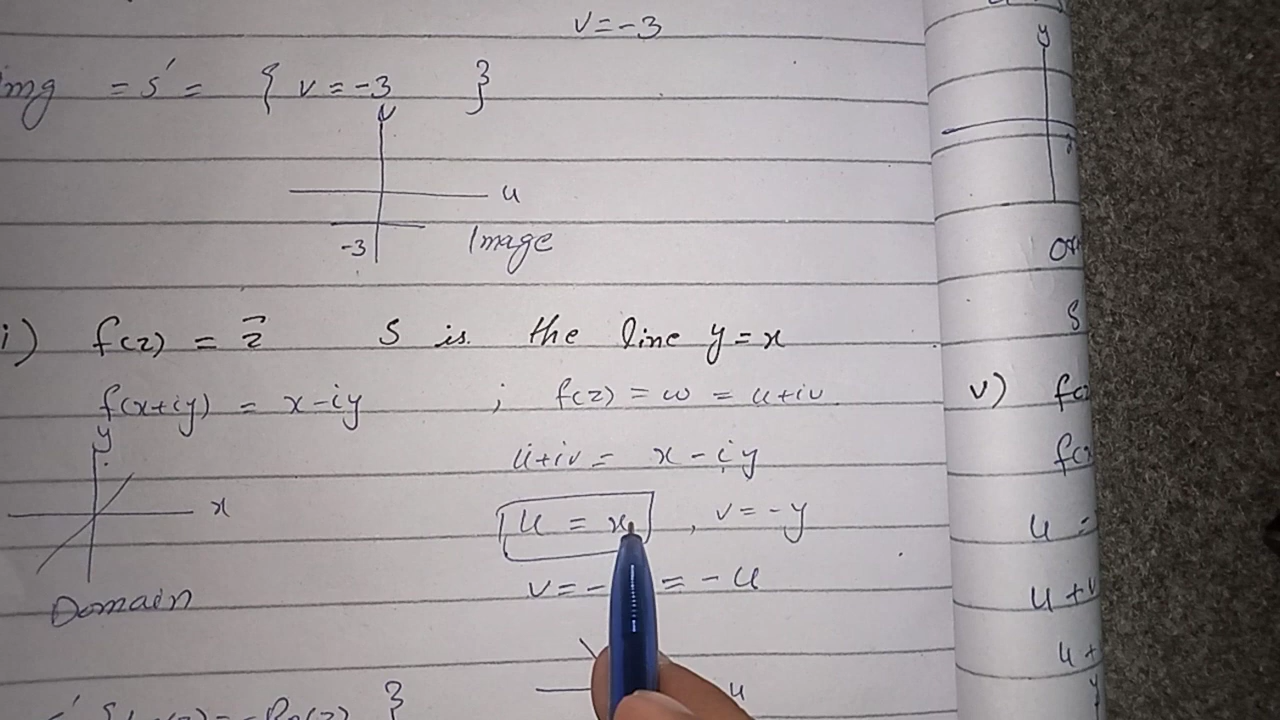 v=-3
img = s' = { v=-3 }
v
u
-3
Image
i) f(z) = z̄ S is the line y=x
f(x+iy) = x-iy ; f(z) = w = u+iv
u+iv = x-iy
y
x
u = x , v=-y
v=- = -u
Domain
u
y
v) f(z
u =
u+
u+
y